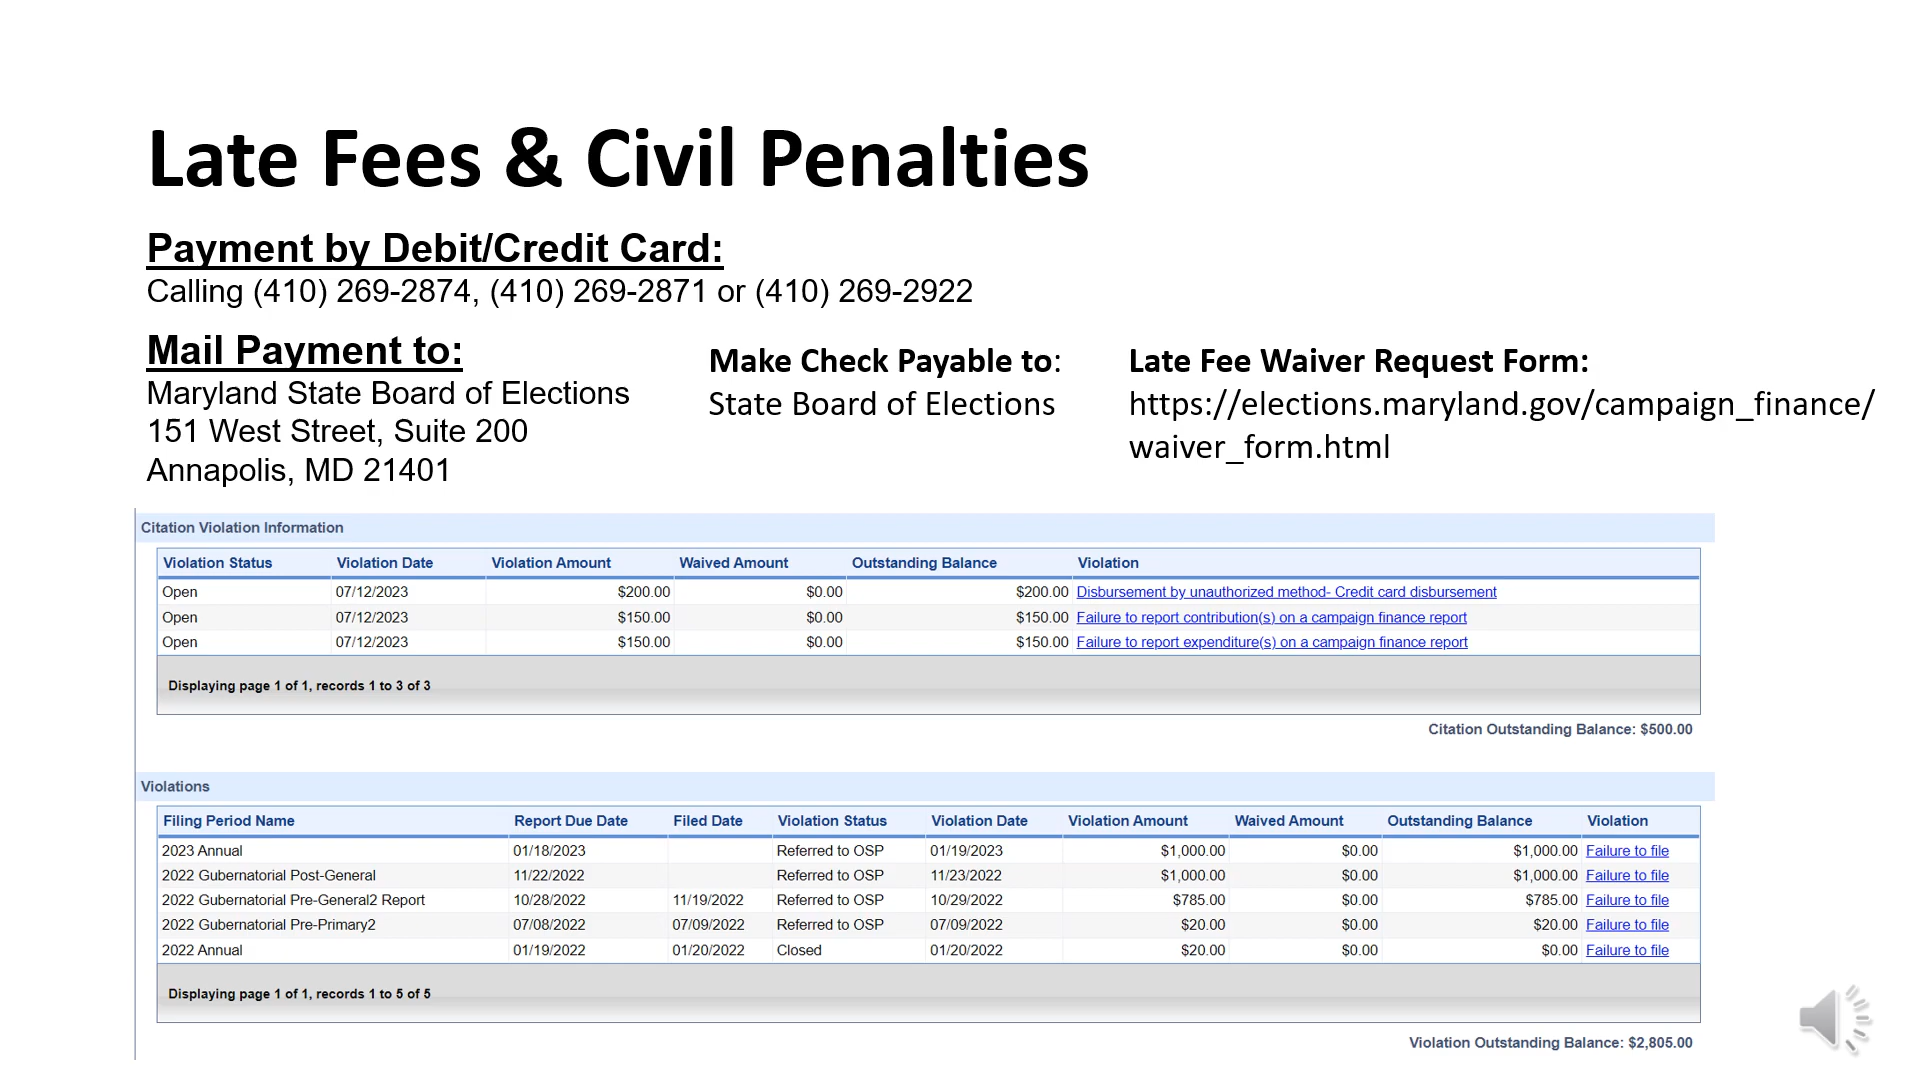 Late Fees & Civil Penalties
Payment by Debit/Credit Card:
Calling (410) 269-2874, (410) 269-2871 or (410) 269-2922
Mail Payment to:
Maryland State Board of Elections
151 West Street, Suite 200
Annapolis, MD 21401
Make Check Payable to:
State Board of Elections
Late Fee Waiver Request Form:
https://elections.maryland.gov/campaign_finance/
waiver_form.html
Citation Violation Information
Violation Status Violation Date Violation Amount Waived Amount Outstanding Balance Violation
Open 07/12/2023 $200.00 $0.00 $200.00 Disbursement by unauthorized method- Credit card disbursement
Open 07/12/2023 $150.00 $0.00 $150.00 Failure to report contribution(s) on a campaign finance report
Open 07/12/2023 $150.00 $0.00 $150.00 Failure to report expenditure(s) on a campaign finance report
Displaying page 1 of 1, records 1 to 3 of 3
Citation Outstanding Balance: $500.00
Violations
Filing Period Name Report Due Date Filed Date Violation Status Violation Date Violation Amount Waived Amount Outstanding Balance Violation
2023 Annual 01/18/2023 Referred to OSP 01/19/2023 $1,000.00 $0.00 $1,000.00 Failure to file
2022 Gubernatorial Post-General 11/22/2022 Referred to OSP 11/23/2022 $1,000.00 $0.00 $1,000.00 Failure to file
2022 Gubernatorial Pre-General2 Report 10/28/2022 11/19/2022 Referred to OSP 10/29/2022 $785.00 $0.00 $785.00 Failure to file
2022 Gubernatorial Pre-Primary2 07/08/2022 07/09/2022 Referred to OSP 07/09/2022 $20.00 $0.00 $20.00 Failure to file
2022 Annual 01/19/2022 01/20/2022 Closed 01/20/2022 $20.00 $0.00 $0.00 Failure to file
Displaying page 1 of 1, records 1 to 5 of 5
Violation Outstanding Balance: $2,805.00